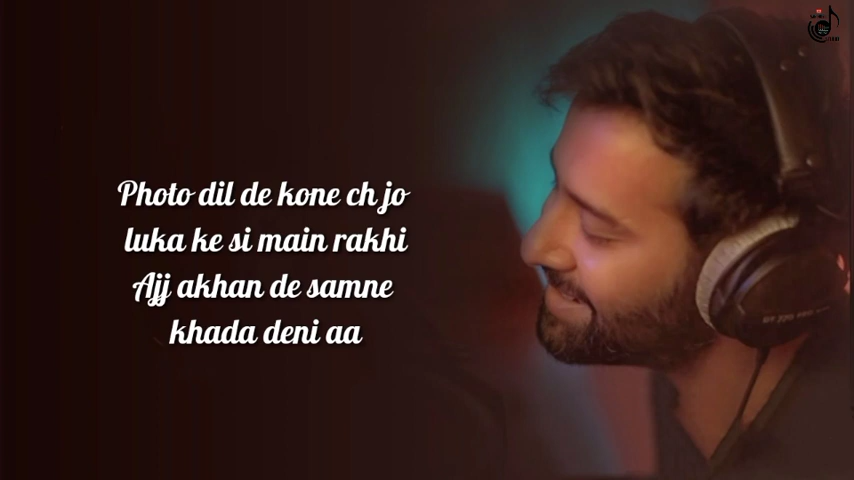 Photo dil de kone ch jo
luka ke si main rakhi
Ajj akhan de samne
khada deni aa